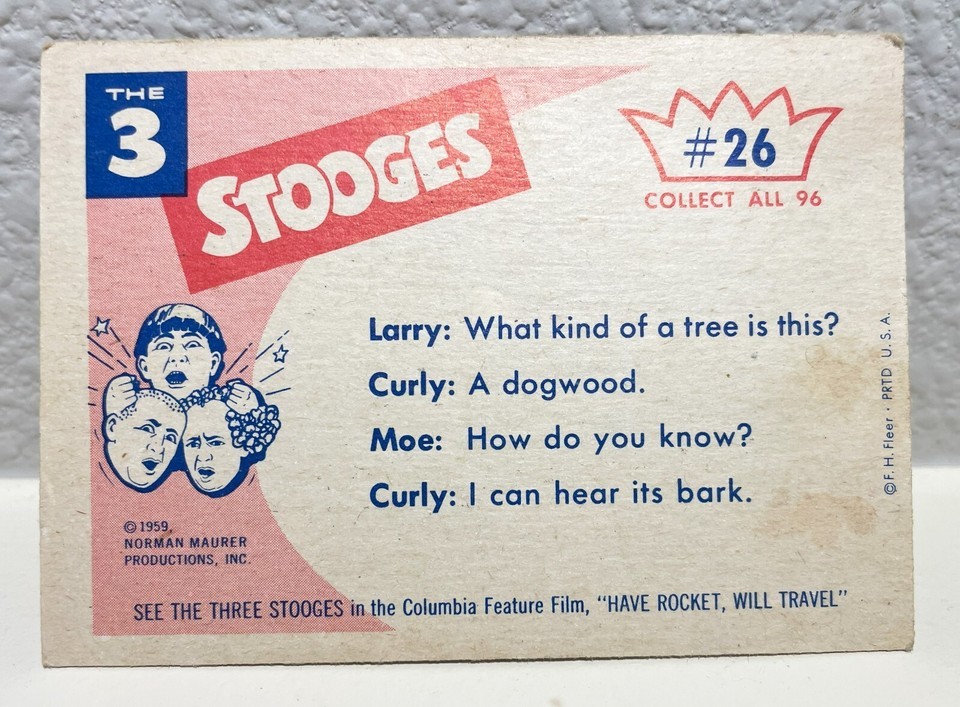 THE
3
STOOGES
#26
COLLECT ALL 96
Larry: What kind of a tree is this?
Curly: A dogwood.
Moe: How do you know?
Curly: I can hear its bark.
© F. H. Fleer • PRTD U. S. A.
© 1959,
NORMAN MAURER
PRODUCTIONS, INC.
SEE THE THREE STOOGES in the Columbia Feature Film, "HAVE ROCKET, WILL TRAVEL"